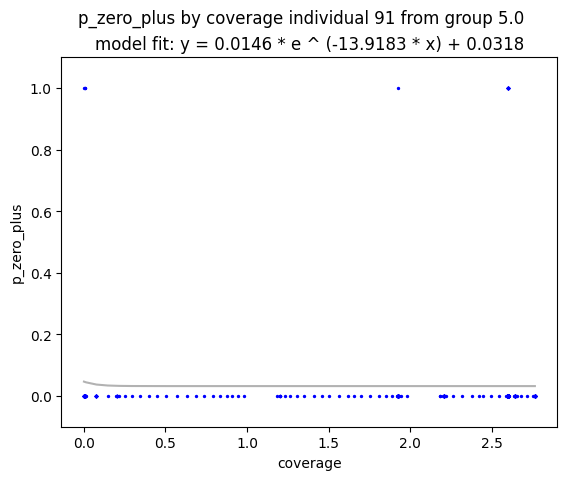 p_zero_plus by coverage individual 91 from group 5.0
model fit: y = 0.0146 * e ^ (-13.9183 * x) + 0.0318
1.0
0.8
0.6
0.4
0.2
0.0
p_zero_plus
0.0 0.5 1.0 1.5 2.0 2.5
coverage